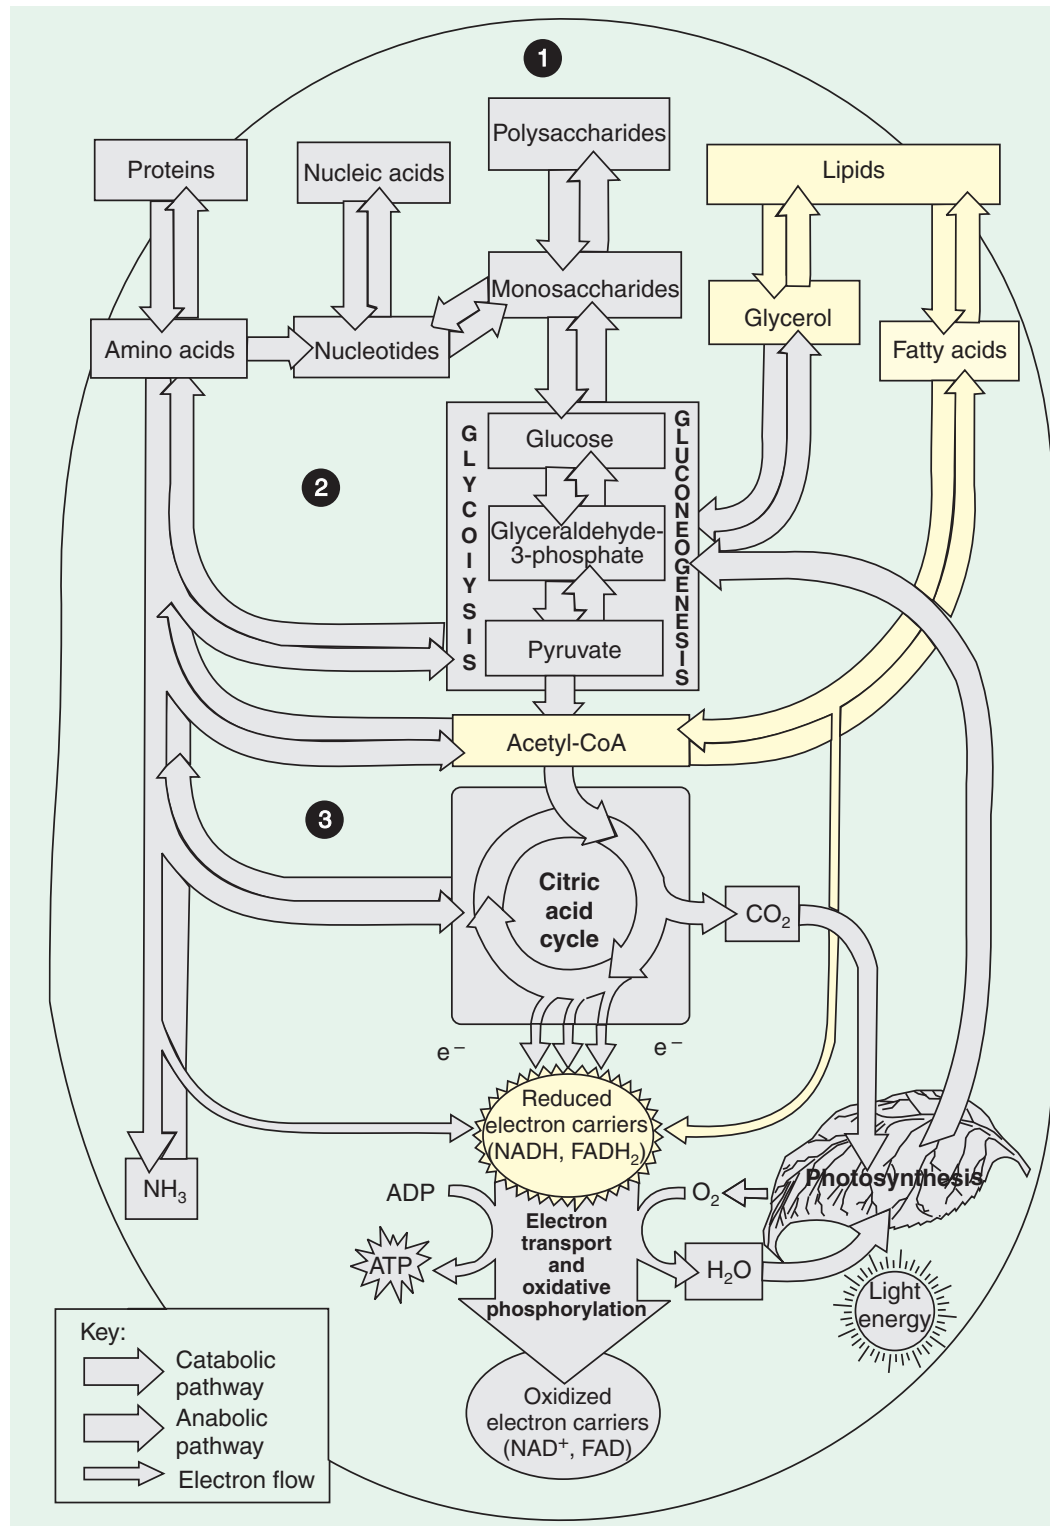 1
Polysaccharides
Proteins
Nucleic acids
Lipids
Monosaccharides
Glycerol
Amino acids
Nucleotides
Fatty acids
GLYCOIYSIS
Glucose
GLUCONEOGENESIS
2
Glyceraldehyde-
3-phosphate
Pyruvate
Acetyl-CoA
3
Citric
acid
cycle
CO₂
e⁻
e⁻
Reduced
electron carriers
(NADH, FADH₂)
NH₃
ADP
O₂
Photosynthesis
Electron
transport
and
oxidative
phosphorylation
ATP
H₂O
Light
energy
Key:
Catabolic
pathway
Anabolic
pathway
Electron flow
Oxidized
electron carriers
(NAD⁺, FAD)